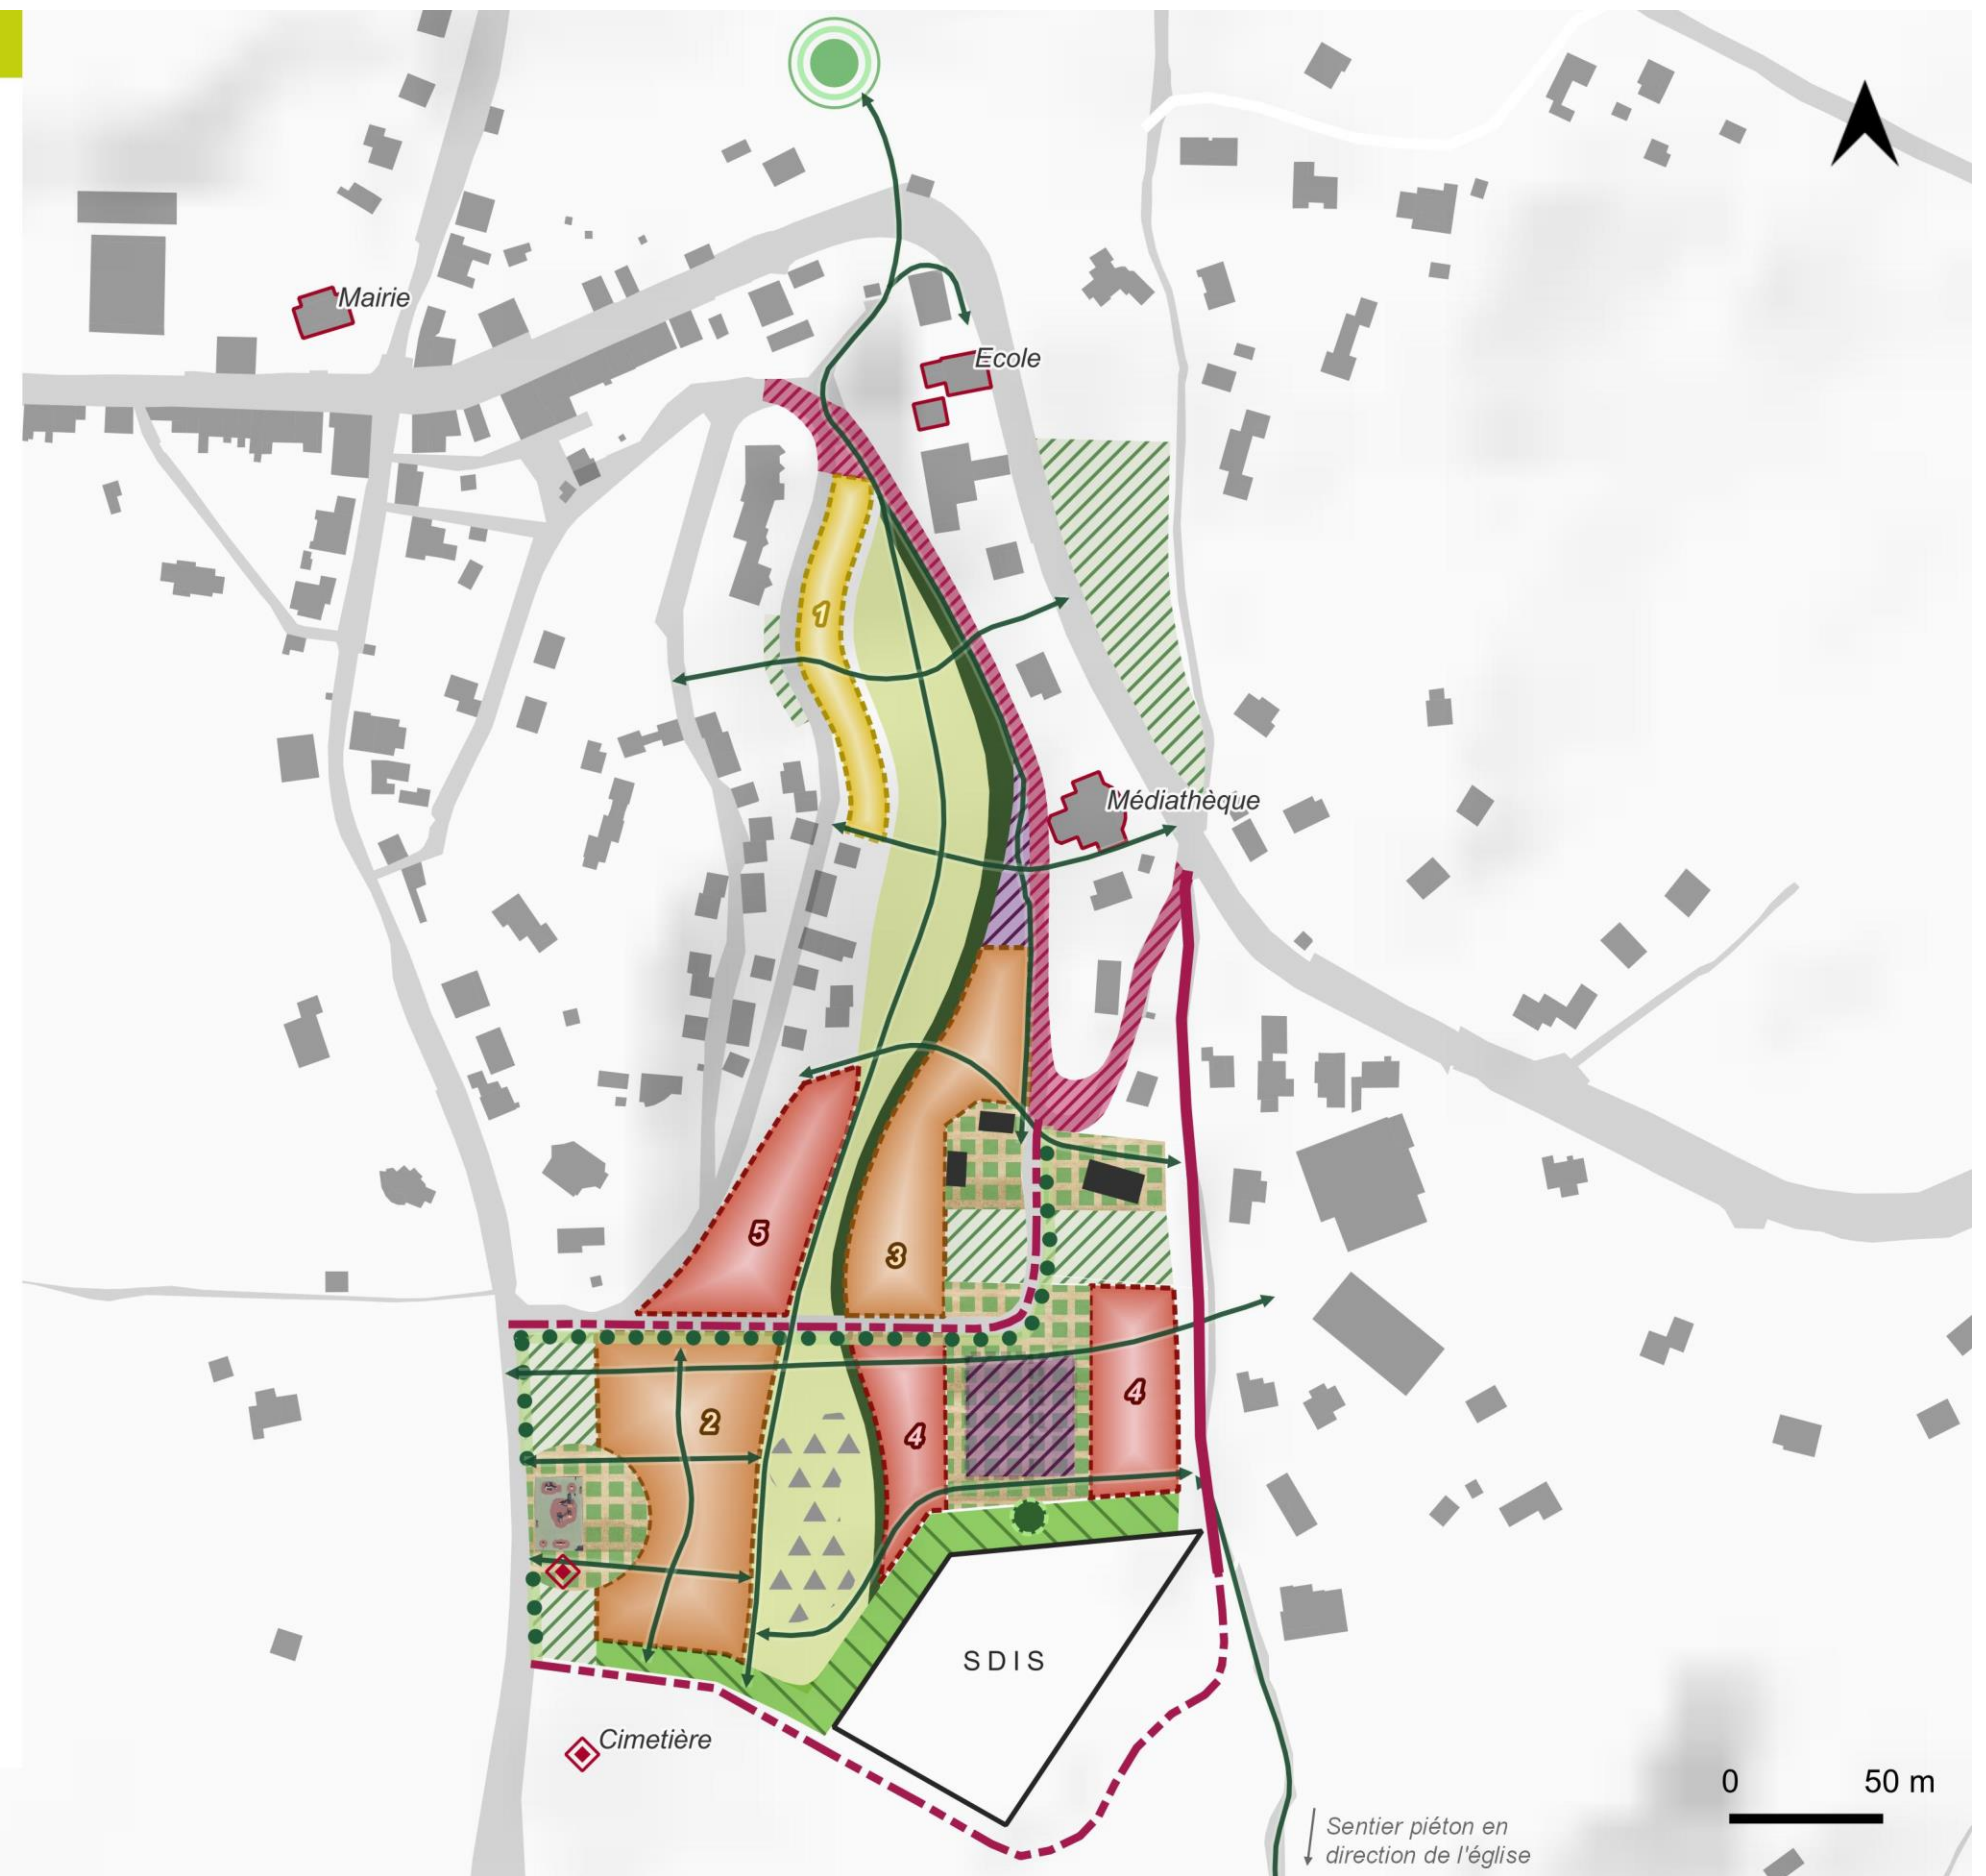 Mairie
Ecole
1
Médiathèque
5
3
2
4
4
SDIS
Cimetière
0 50 m
Sentier piéton en
direction de l'église